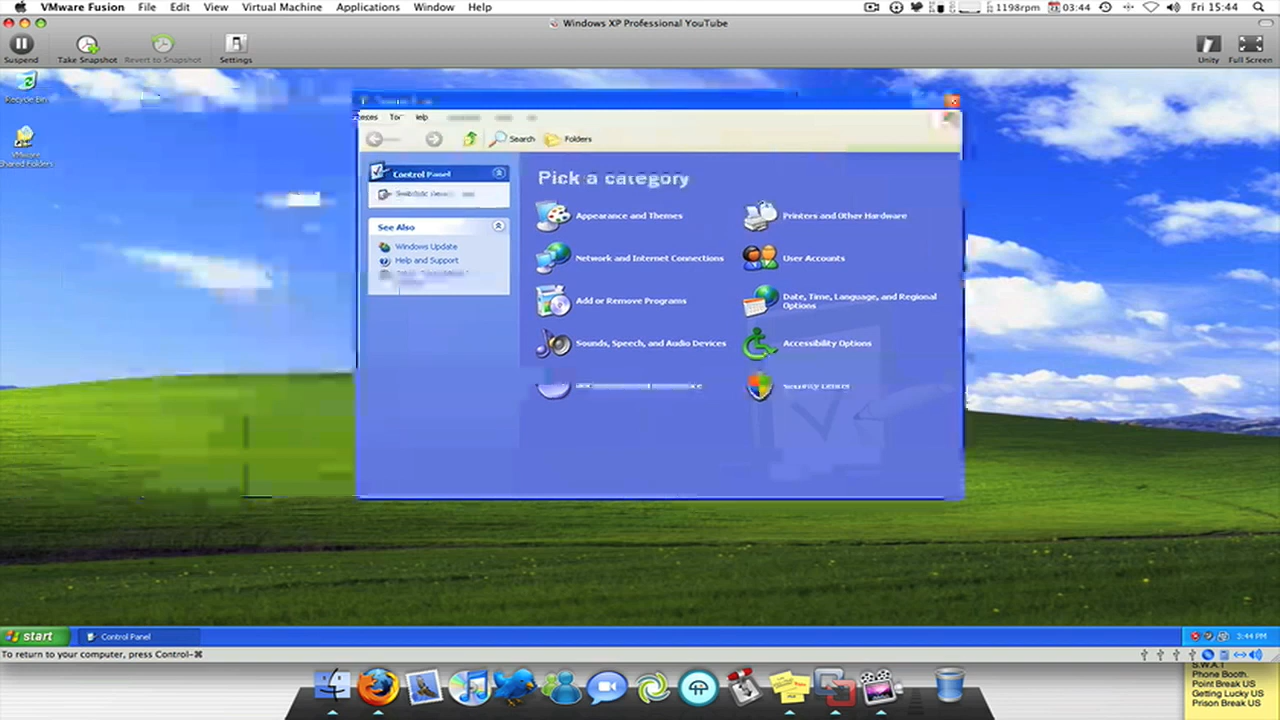 VMware Fusion File Edit View Virtual Machine Applications Window Help 1198rpm 03:44 Fri 15:44
Windows XP Professional YouTube
Suspend Take Snapshot Revert to Snapshot Settings Unity Full Screen
Recycle Bin
VMware
Shared Folders
Search Folders
Control Panel
See Also
Windows Update
Help and Support
Pick a category
Appearance and Themes
Printers and Other Hardware
Network and Internet Connections
User Accounts
Add or Remove Programs
Date, Time, Language, and Regional
Options
Sounds, Speech, and Audio Devices
Accessibility Options
Security Center
start Control Panel 3:44 PM
To return to your computer, press Control-⌘
S.W.A.T
Phone Booth.
Point Break US
Getting Lucky US
Prison Break US